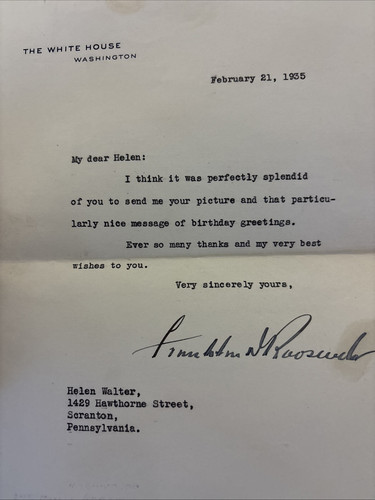 THE WHITE HOUSE
WASHINGTON
February 21, 1935
My dear Helen:
I think it was perfectly splendid
of you to send me your picture and that particu-
larly nice message of birthday greetings.
Ever so many thanks and my very best
wishes to you.
Very sincerely yours,
Franklin D Roosevelt
Helen Walter,
1429 Hawthorne Street,
Scranton,
Pennsylvania.